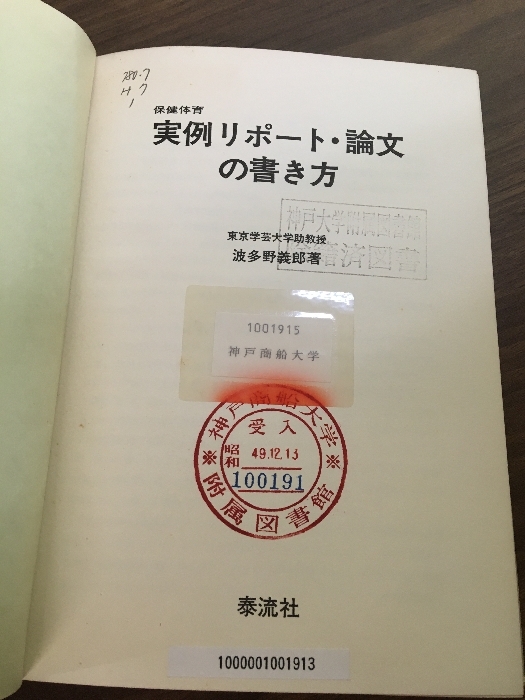 780.7
H 7
1
保健体育
実例リポート・論文
の書き方
神戸大学附属図書館
東京学芸大学助教授
波多野義郎著
済図書
1001915
神戸商船大学
※神戸商船大学※
受入
昭和
49.12.13
100191
附属図書館
泰流社
1000001001913